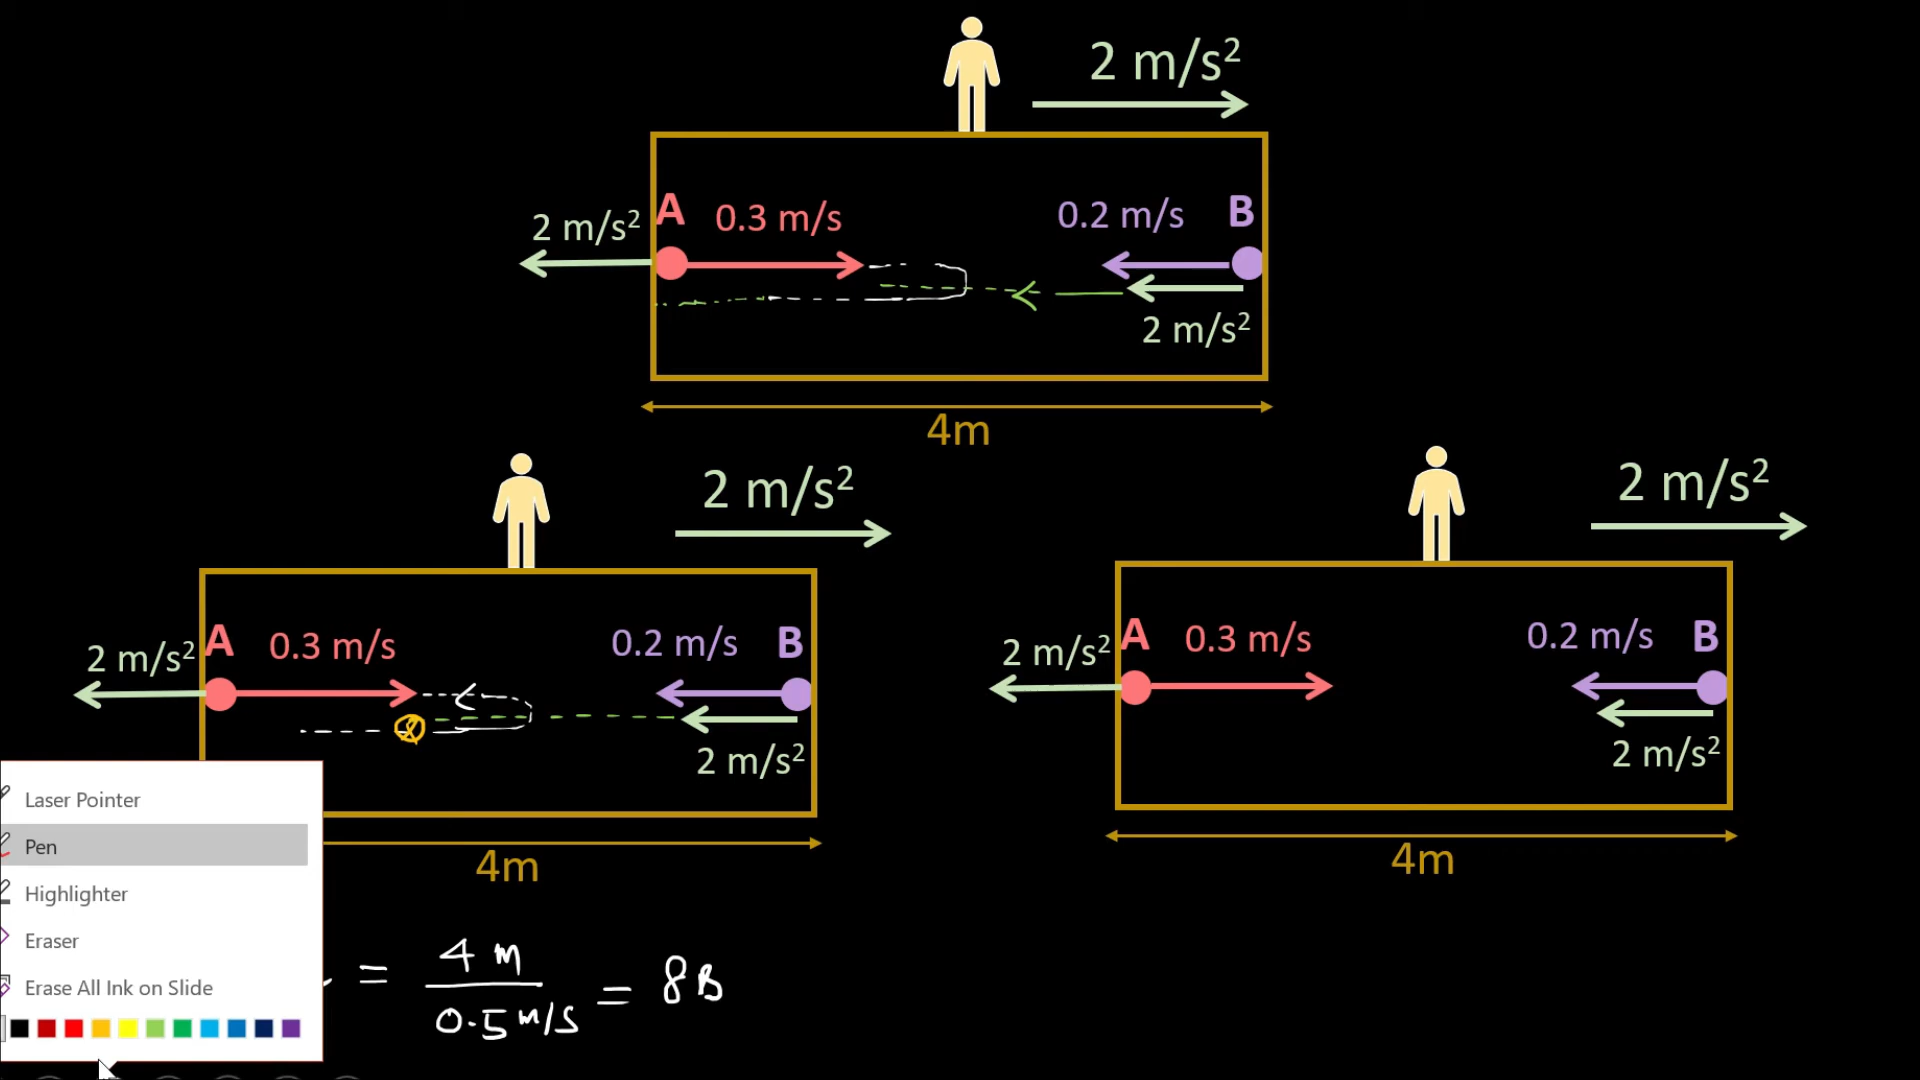 2 m/s²
2 m/s² A 0.3 m/s 0.2 m/s B
2 m/s²
4m
2 m/s²
2 m/s² A 0.3 m/s 0.2 m/s B
2 m/s²
4m
2 m/s²
2 m/s² A 0.3 m/s 0.2 m/s B
2 m/s²
4m
Laser Pointer
Pen
Highlighter
Eraser
Erase All Ink on Slide
= 4 m / 0.5 m/s = 8 s